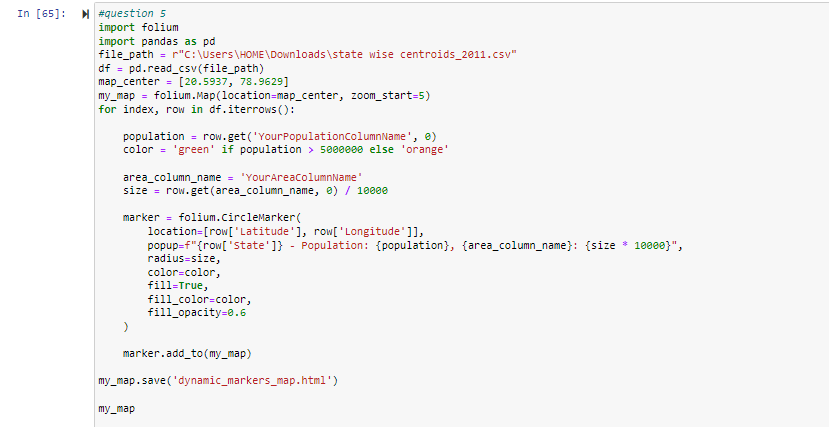 In [65]:
#question 5
import folium
import pandas as pd
file_path = r"C:\Users\HOME\Downloads\state wise centroids_2011.csv"
df = pd.read_csv(file_path)
map_center = [20.5937, 78.9629]
my_map = folium.Map(location=map_center, zoom_start=5)
for index, row in df.iterrows():
    population = row.get('YourPopulationColumnName', 0)
    color = 'green' if population > 5000000 else 'orange'
    area_column_name = 'YourAreaColumnName'
    size = row.get(area_column_name, 0) / 10000
    marker = folium.CircleMarker(
        location=[row['Latitude'], row['Longitude']],
        popup=f"{row['State']} - Population: {population}, {area_column_name}: {size * 10000}",
        radius=size,
        color=color,
        fill=True,
        fill_color=color,
        fill_opacity=0.6
    )
    marker.add_to(my_map)
my_map.save('dynamic_markers_map.html')
my_map